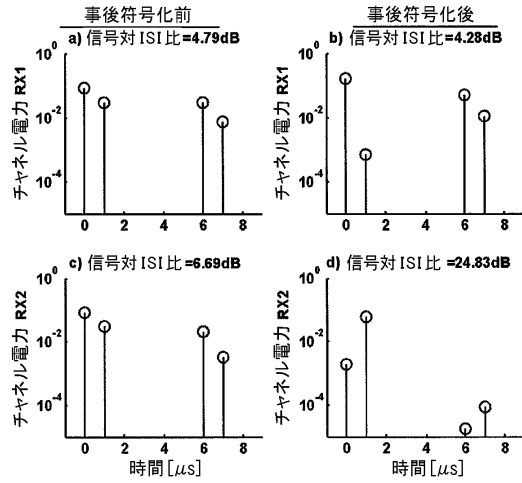 事後符号化前
事後符号化後
a) 信号対ISI比=4.79dB
b) 信号対ISI比=4.28dB
チャネル電力 RX1
10^0
10^-2
10^-4
0 2 4 6 8
チャネル電力 RX1
10^0
10^-2
10^-4
0 2 4 6 8
c) 信号対ISI比=6.69dB
d) 信号対ISI比=24.83dB
チャネル電力 RX2
10^0
10^-2
10^-4
0 2 4 6 8
時間[μs]
チャネル電力 RX2
10^0
10^-2
10^-4
0 2 4 6 8
時間[μs]